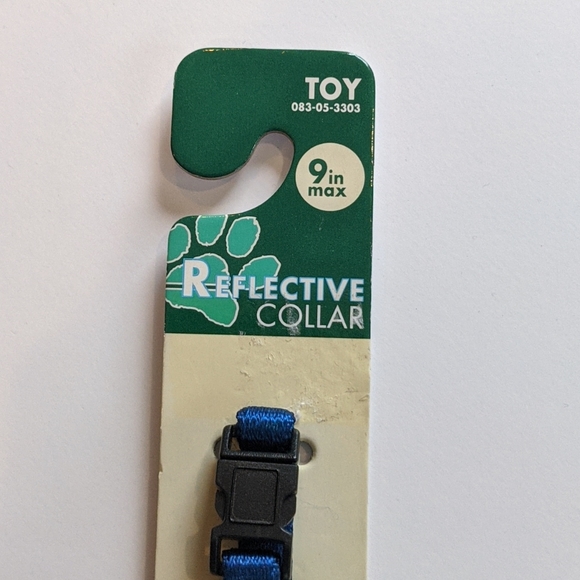 TOY
083-05-3303
9in
max
REFLECTIVE
COLLAR